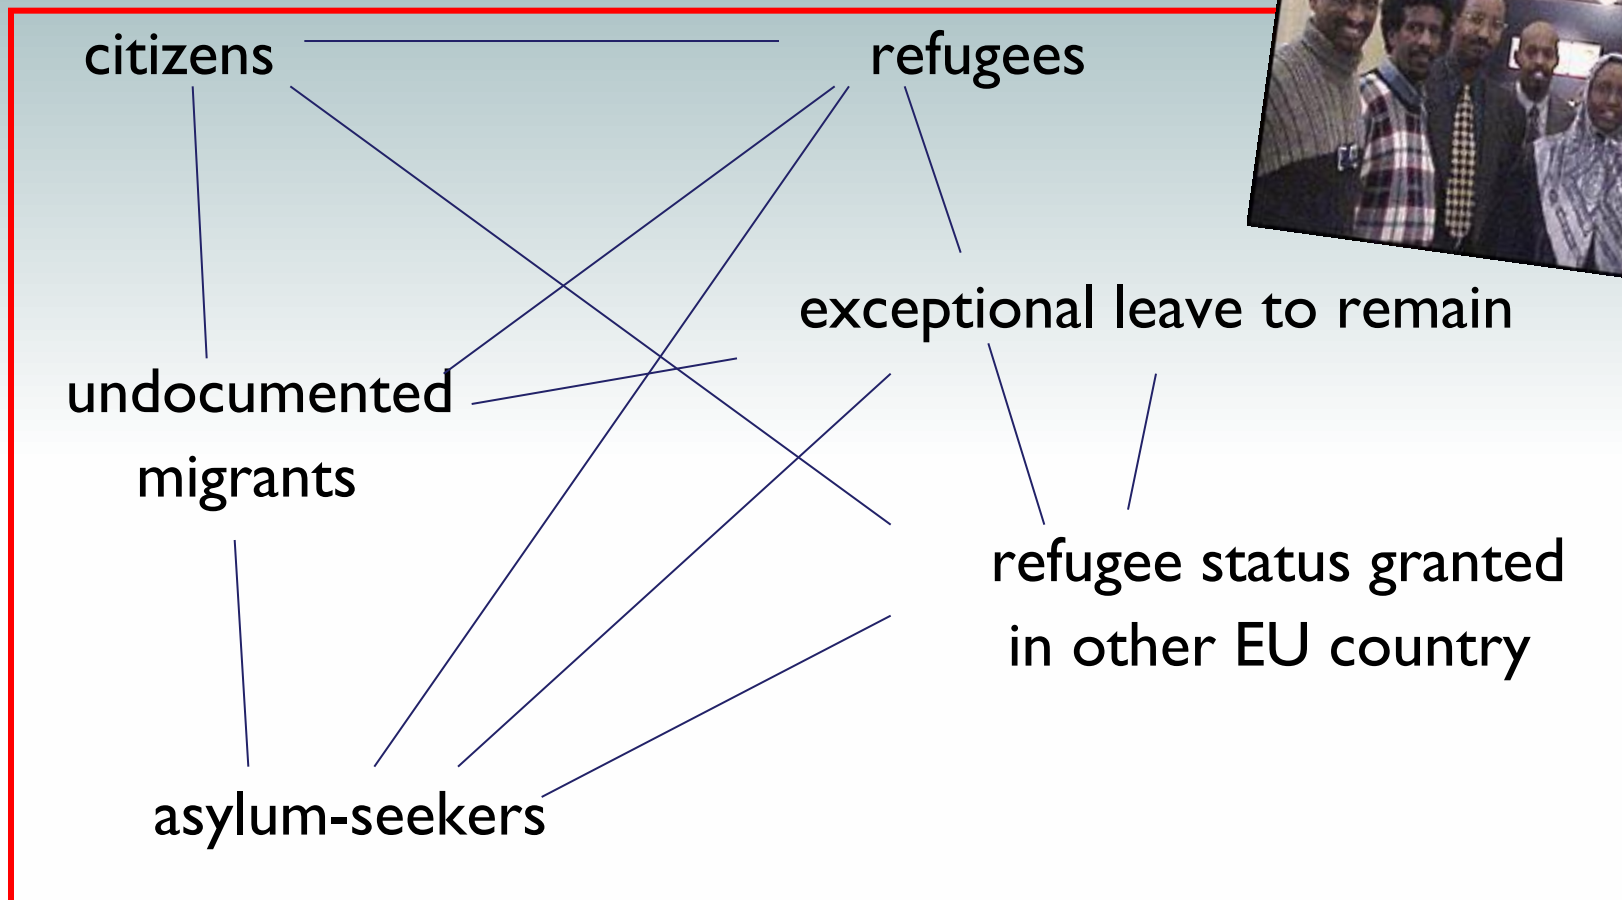 citizens
refugees
exceptional leave to remain
undocumented
migrants
refugee status granted
in other EU country
asylum-seekers